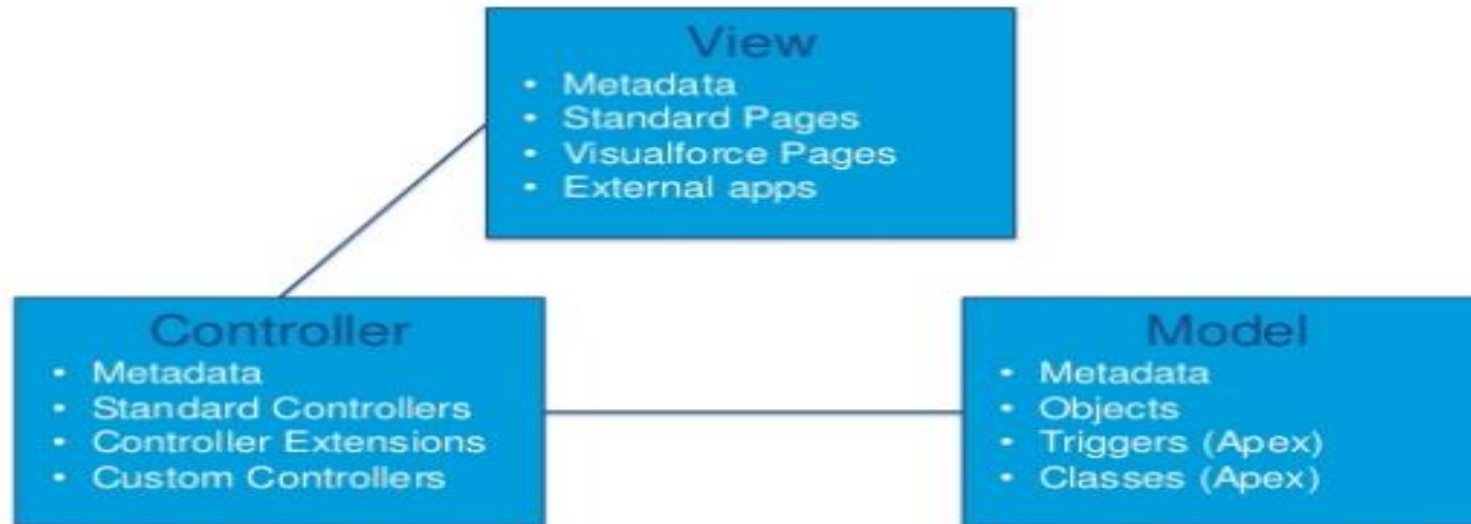 View
• Metadata
• Standard Pages
• Visualforce Pages
• External apps
Controller
• Metadata
• Standard Controllers
• Controller Extensions
• Custom Controllers
Model
• Metadata
• Objects
• Triggers (Apex)
• Classes (Apex)